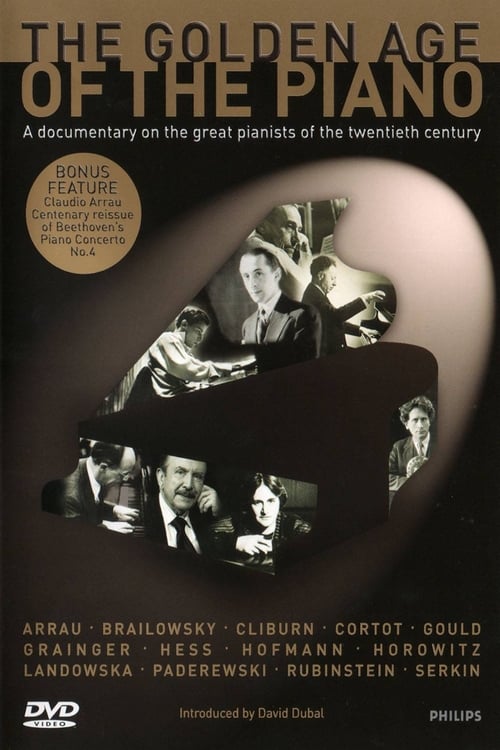 THE GOLDEN AGE
OF THE PIANO
A documentary on the great pianists of the twentieth century
BONUS
FEATURE
Claudio Arrau
Centenary reissue
of Beethoven's
Piano Concerto
No.4
ARRAU · BRAILOWSKY · CLIBURN · CORTOT · GOULD
GRAINGER · HESS · HOFMANN · HOROWITZ
LANDOWSKA · PADEREWSKI · RUBINSTEIN · SERKIN
DVD
VIDEO
Introduced by David Dubal
PHILIPS